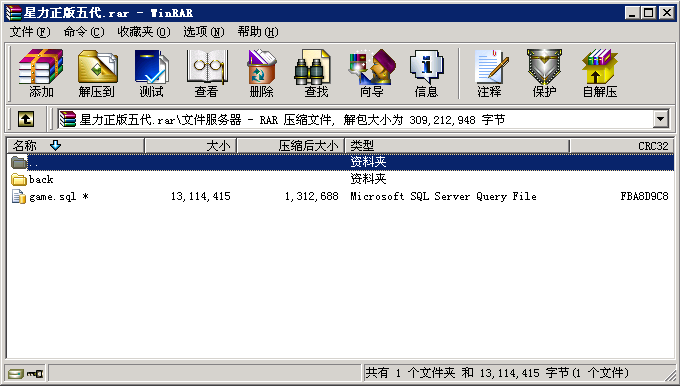 星力正版五代.rar - WinRAR
文件(F) 命令(C) 收藏夹(O) 选项(N) 帮助(H)
添加 解压到 测试 查看 删除 查找 向导 信息 注释 保护 自解压
星力正版五代.rar\文件服务器 - RAR 压缩文件, 解包大小为 309,212,948 字节
名称 大小 压缩后大小 类型 CRC32
.. 资料夹
back 资料夹
game.sql * 13,114,415 1,312,688 Microsoft SQL Server Query File FBA8D9C8
共有 1 个文件夹 和 13,114,415 字节(1 个文件)